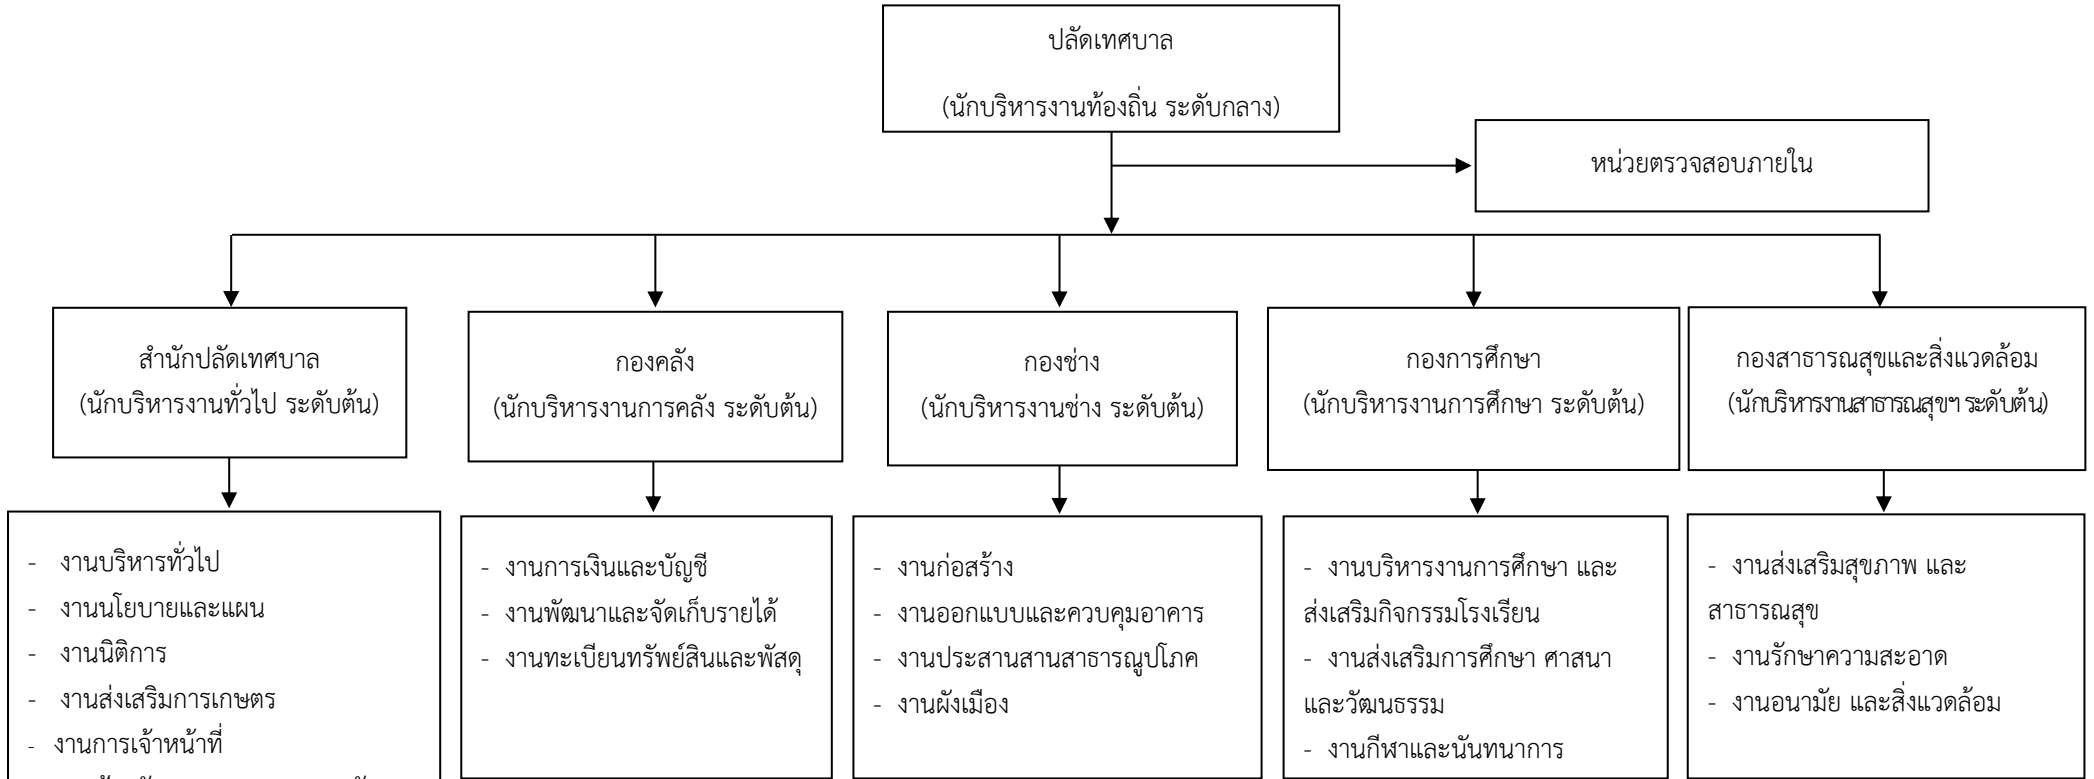 ปลัดเทศบาล
(นักบริหารงานท้องถิ่น ระดับกลาง)
หน่วยตรวจสอบภายใน
สำนักปลัดเทศบาล
(นักบริหารงานทั่วไป ระดับต้น)
กองคลัง
(นักบริหารงานการคลัง ระดับต้น)
กองช่าง
(นักบริหารงานช่าง ระดับต้น)
กองการศึกษา
(นักบริหารงานการศึกษา ระดับต้น)
กองสาธารณสุขและสิ่งแวดล้อม
(นักบริหารงานสาธารณสุขฯ ระดับต้น)
- งานบริหารทั่วไป
- งานนโยบายและแผน
- งานนิติการ
- งานส่งเสริมการเกษตร
- งานการเจ้าหน้าที่
- งานการเงินและบัญชี
- งานพัฒนาและจัดเก็บรายได้
- งานทะเบียนทรัพย์สินและพัสดุ
- งานก่อสร้าง
- งานออกแบบและควบคุมอาคาร
- งานประสานสานสาธารณูปโภค
- งานผังเมือง
- งานบริหารงานการศึกษา และ
ส่งเสริมกิจกรรมโรงเรียน
- งานส่งเสริมการศึกษา ศาสนา
และวัฒนธรรม
- งานกีฬาและนันทนาการ
- งานส่งเสริมสุขภาพ และ
สาธารณสุข
- งานรักษาความสะอาด
- งานอนามัย และสิ่งแวดล้อม